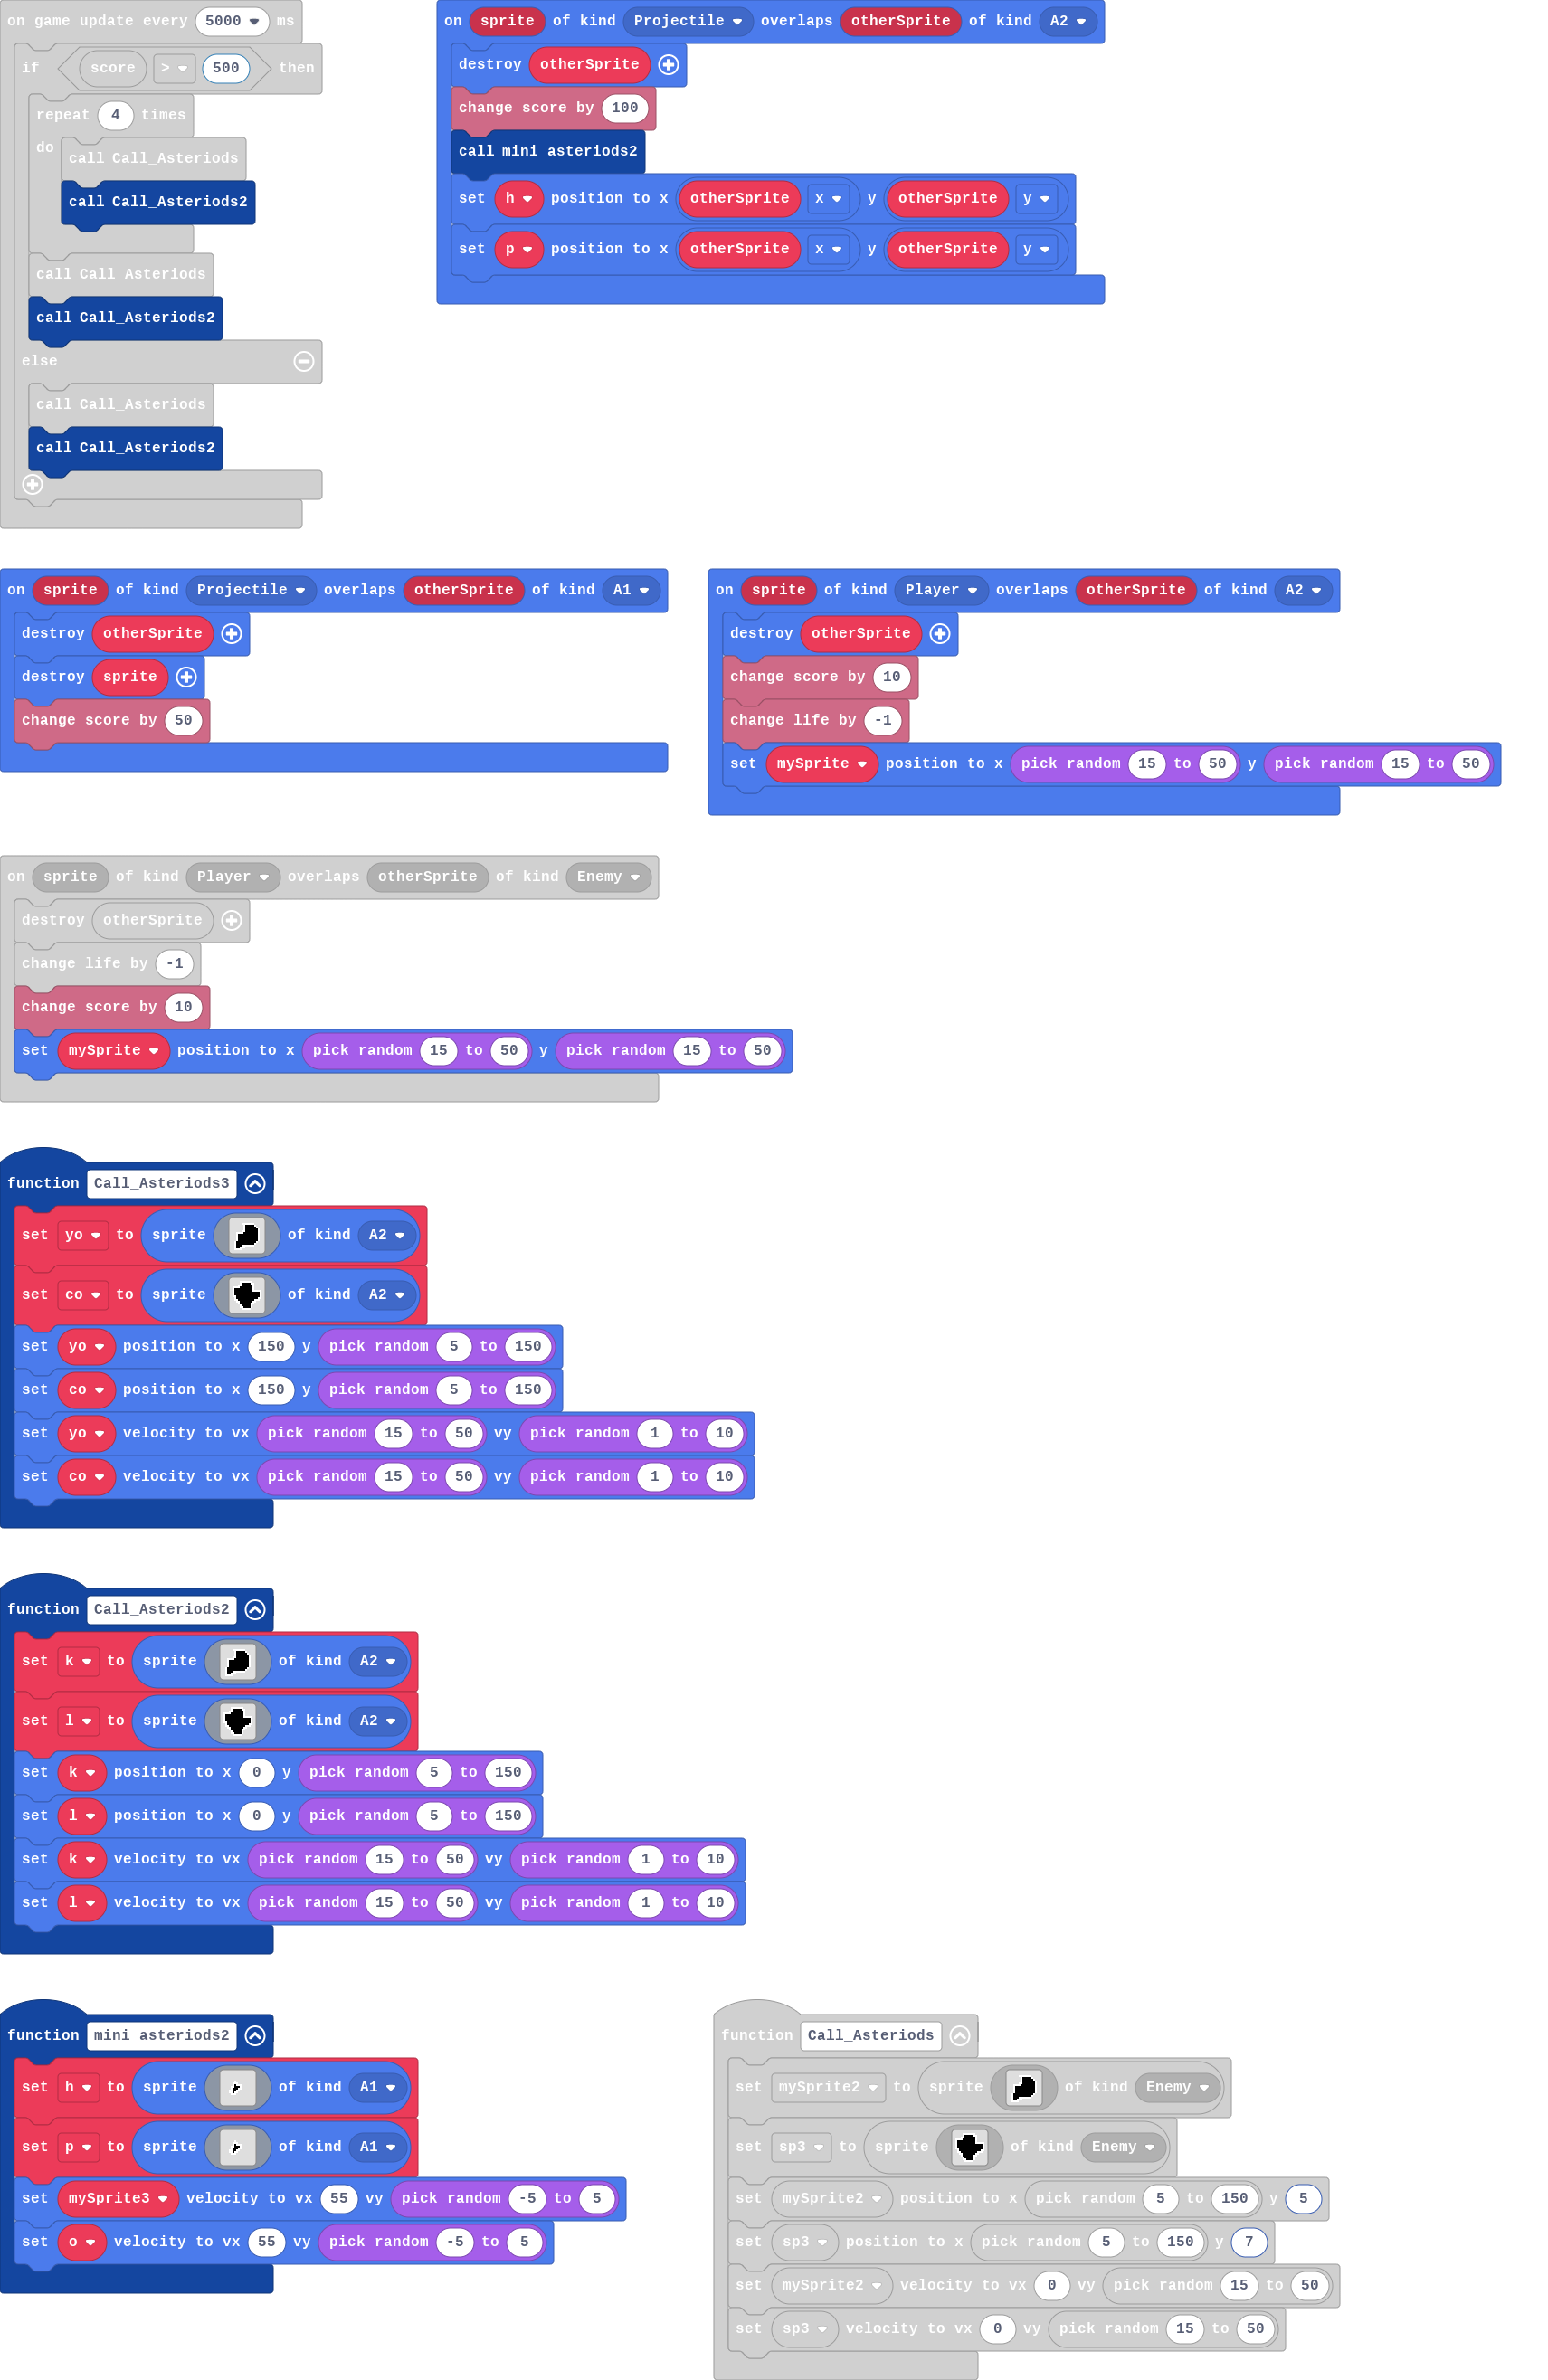 on game update every 5000 ms
if score > 500 then
repeat 4 times
do call Call_Asteriods
call Call_Asteriods2
call Call_Asteriods
call Call_Asteriods2
else
call Call_Asteriods
call Call_Asteriods2
on sprite of kind Projectile overlaps otherSprite of kind A2
destroy otherSprite
change score by 100
call mini asteriods2
set h position to x otherSprite x y otherSprite y
set p position to x otherSprite x y otherSprite y
on sprite of kind Projectile overlaps otherSprite of kind A1
destroy otherSprite
destroy sprite
change score by 50
on sprite of kind Player overlaps otherSprite of kind A2
destroy otherSprite
change score by 10
change life by -1
set mySprite position to x pick random 15 to 50 y pick random 15 to 50
on sprite of kind Player overlaps otherSprite of kind Enemy
destroy otherSprite
change life by -1
change score by 10
set mySprite position to x pick random 15 to 50 y pick random 15 to 50
function Call_Asteriods3
set yo to sprite of kind A2
set co to sprite of kind A2
set yo position to x 150 y pick random 5 to 150
set co position to x 150 y pick random 5 to 150
set yo velocity to vx pick random 15 to 50 vy pick random 1 to 10
set co velocity to vx pick random 15 to 50 vy pick random 1 to 10
function Call_Asteriods2
set k to sprite of kind A2
set l to sprite of kind A2
set k position to x 0 y pick random 5 to 150
set l position to x 0 y pick random 5 to 150
set k velocity to vx pick random 15 to 50 vy pick random 1 to 10
set l velocity to vx pick random 15 to 50 vy pick random 1 to 10
function mini asteriods2
set h to sprite of kind A1
set p to sprite of kind A1
set mySprite3 velocity to vx 55 vy pick random -5 to 5
set o velocity to vx 55 vy pick random -5 to 5
function Call_Asteriods
set mySprite2 to sprite of kind Enemy
set sp3 to sprite of kind Enemy
set mySprite2 position to x pick random 5 to 150 y 5
set sp3 position to x pick random 5 to 150 y 7
set mySprite2 velocity to vx 0 vy pick random 15 to 50
set sp3 velocity to vx 0 vy pick random 15 to 50